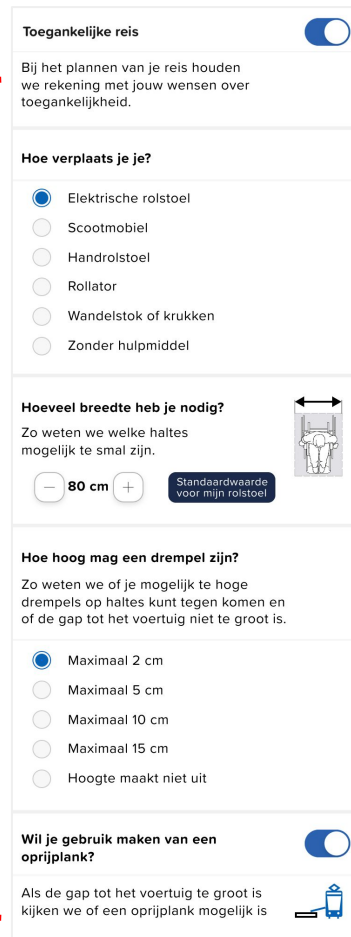 Toegankelijke reis
Bij het plannen van je reis houden
we rekening met jouw wensen over
toegankelijkheid.
Hoe verplaats je je?
Elektrische rolstoel
Scootmobiel
Handrolstoel
Rollator
Wandelstok of krukken
Zonder hulpmiddel
Hoeveel breedte heb je nodig?
Zo weten we welke haltes
mogelijk te smal zijn.
− 80 cm +
Standaardwaarde
voor mijn rolstoel
Hoe hoog mag een drempel zijn?
Zo weten we of je mogelijk te hoge
drempels op haltes kunt tegen komen en
of de gap tot het voertuig niet te groot is.
Maximaal 2 cm
Maximaal 5 cm
Maximaal 10 cm
Maximaal 15 cm
Hoogte maakt niet uit
Wil je gebruik maken van een
oprijplank?
Als de gap tot het voertuig te groot is
kijken we of een oprijplank mogelijk is